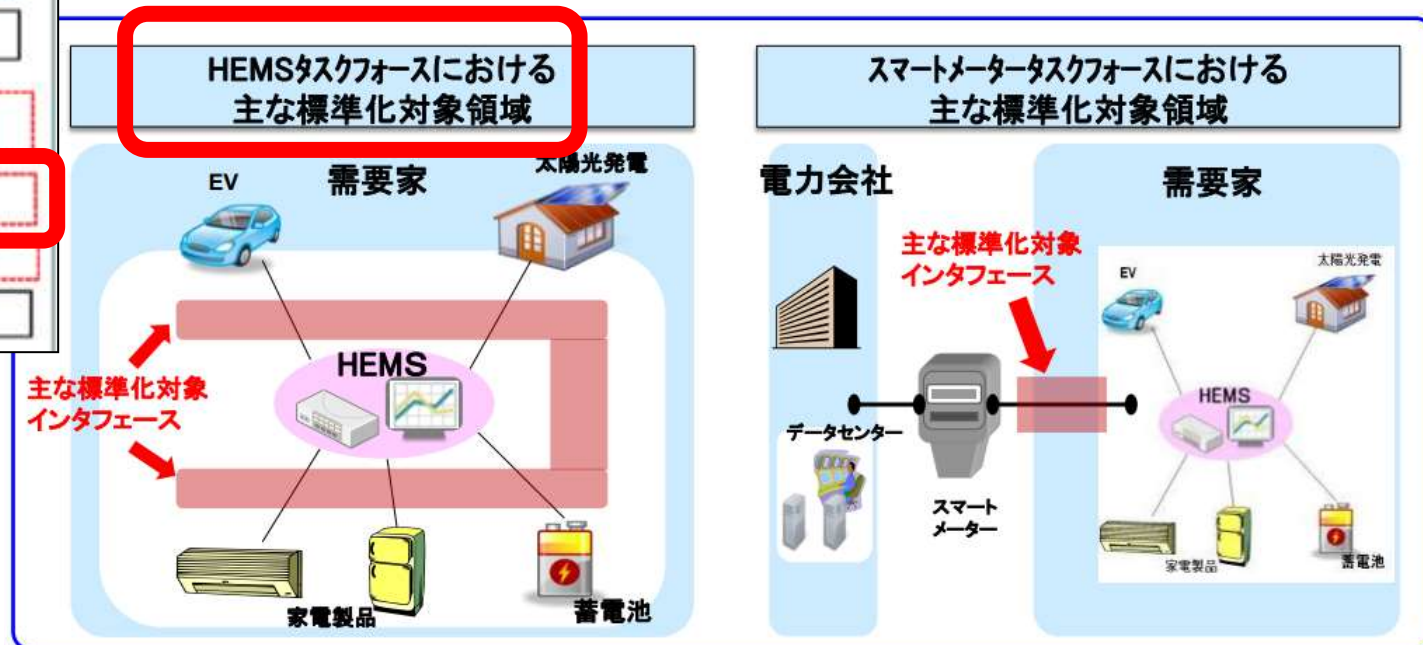 HEMSタスクフォースにおける
主な標準化対象領域
EV
需要家
太陽光発電
主な標準化対象
インタフェース
HEMS
家電製品
蓄電池
スマートメータータスクフォースにおける
主な標準化対象領域
電力会社
需要家
主な標準化対象
インタフェース
データセンター
スマート
メーター
EV
太陽光発電
HEMS
家電製品
蓄電池